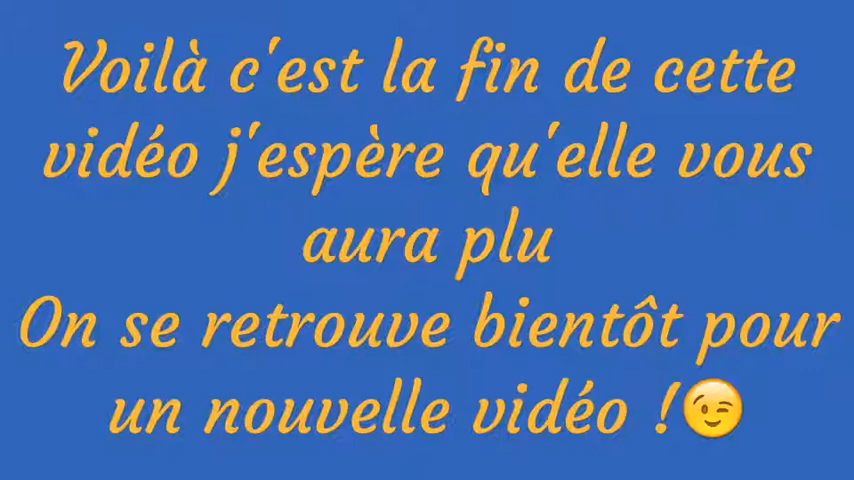 Voilà c'est la fin de cette
vidéo j'espère qu'elle vous
aura plu
On se retrouve bientôt pour
un nouvelle vidéo !😉